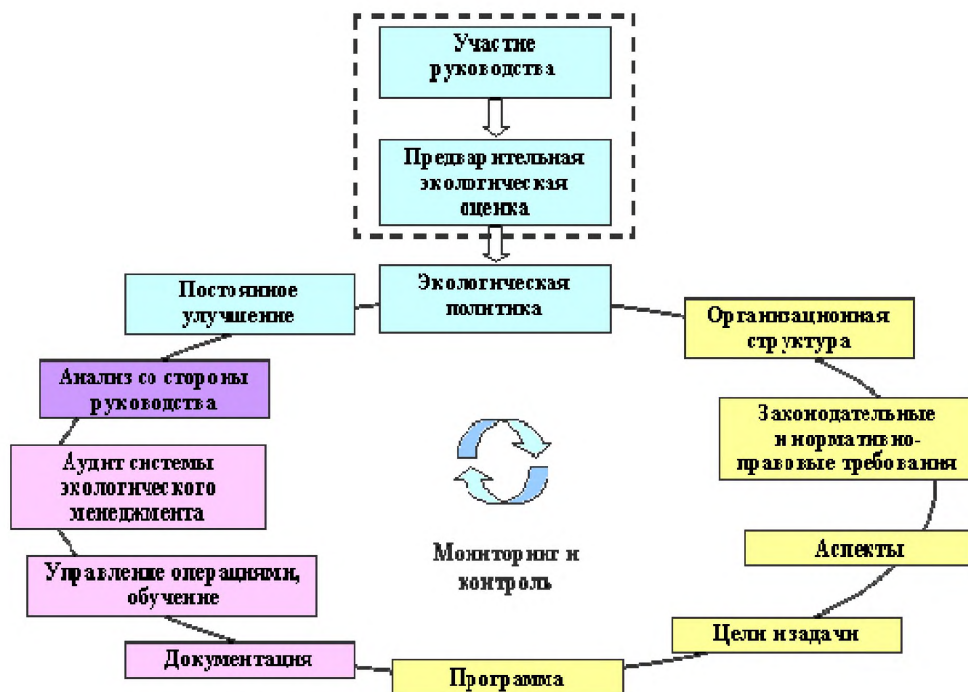 Участие
руководства
Предварительная
экологическая
оценка
Экологическая
политика
Постоянное
улучшение
Организационная
структура
Анализ со стороны
руководства
Законодательные
и нормативно-
правовые требования
Аудит системы
экологического
менеджмента
Аспекты
Мониторинг и
контроль
Управление операциями,
обучение
Цели и задачи
Документация
Программа